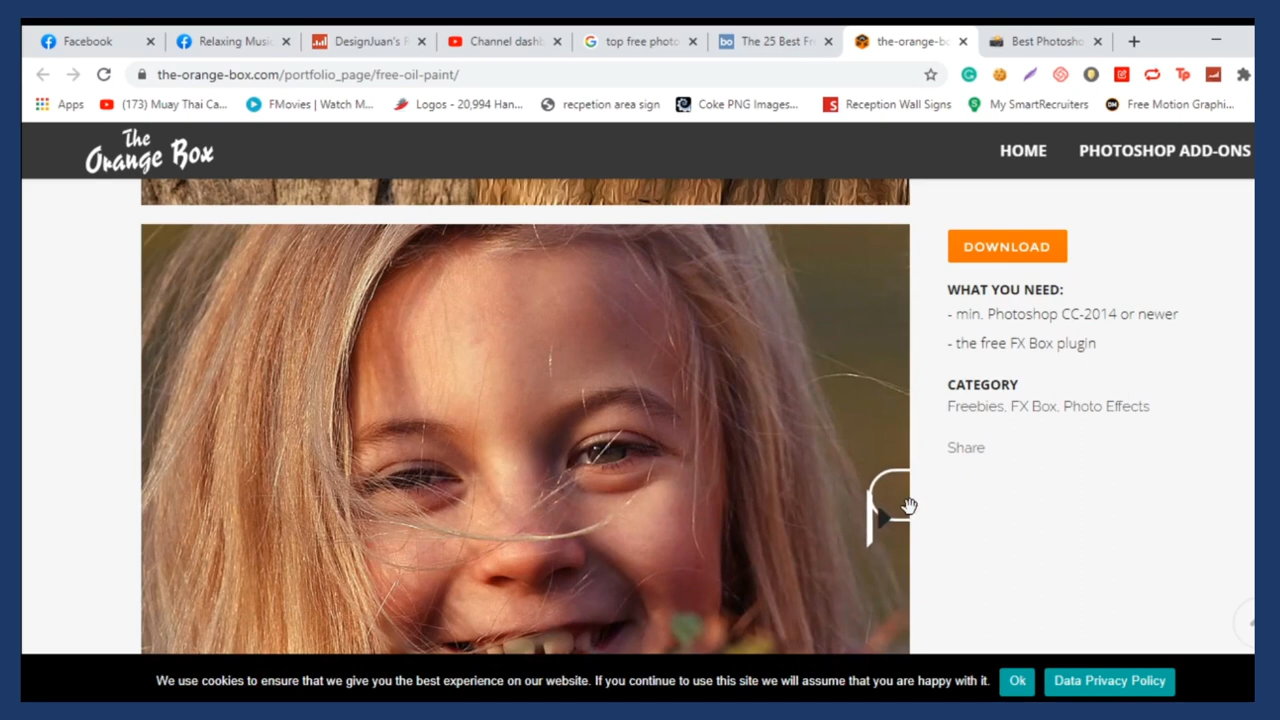 Facebook
Relaxing Musi
DesignJuan's F
Channel dashb
top free photo
The 25 Best Fr
the-orange-bo
Best Photosho
the-orange-box.com/portfolio_page/free-oil-paint/
Apps
(173) Muay Thai Ca...
FMovies | Watch M...
Logos - 20,994 Han...
recpetion area sign
Coke PNG Images...
Reception Wall Signs
My SmartRecruiters
Free Motion Graphi...
The
Orange Box
HOME
PHOTOSHOP ADD-ONS
DOWNLOAD
WHAT YOU NEED:
- min. Photoshop CC-2014 or newer
- the free FX Box plugin
CATEGORY
Freebies, FX Box, Photo Effects
Share
We use cookies to ensure that we give you the best experience on our website. If you continue to use this site we will assume that you are happy with it.
Ok
Data Privacy Policy